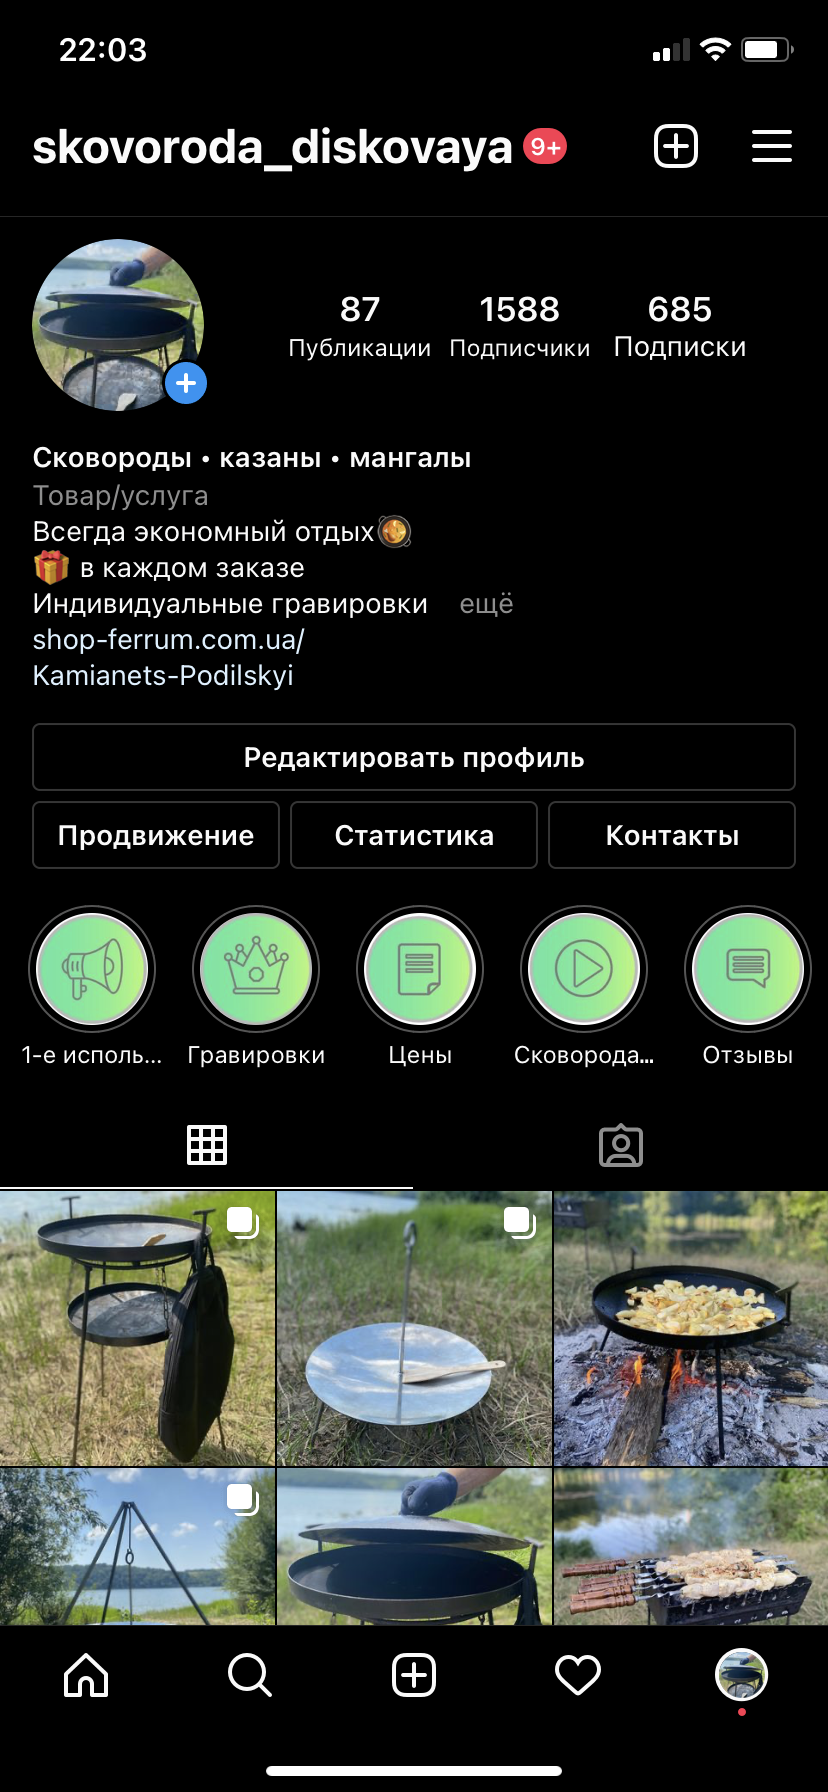 22:03
skovoroda_diskovaya 9+
87 1588 685
Публикации Подписчики Подписки
Сковороды • казаны • мангалы
Товар/услуга
Всегда экономный отдых🥘
🎁 в каждом заказе
Индивидуальные гравировки ещё
shop-ferrum.com.ua/
Kamianets-Podilskyi
Редактировать профиль
Продвижение Статистика Контакты
1-е исполь... Гравировки Цены Сковорода... Отзывы